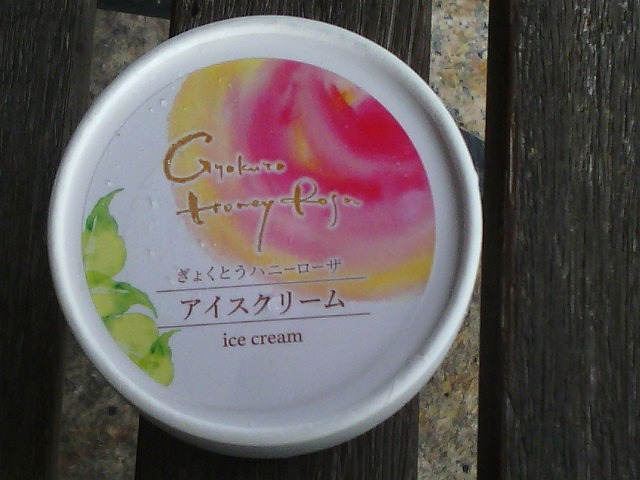 Gyokuto
Honey Rosa
ぎょくとうハニーローザ
アイスクリーム
ice cream